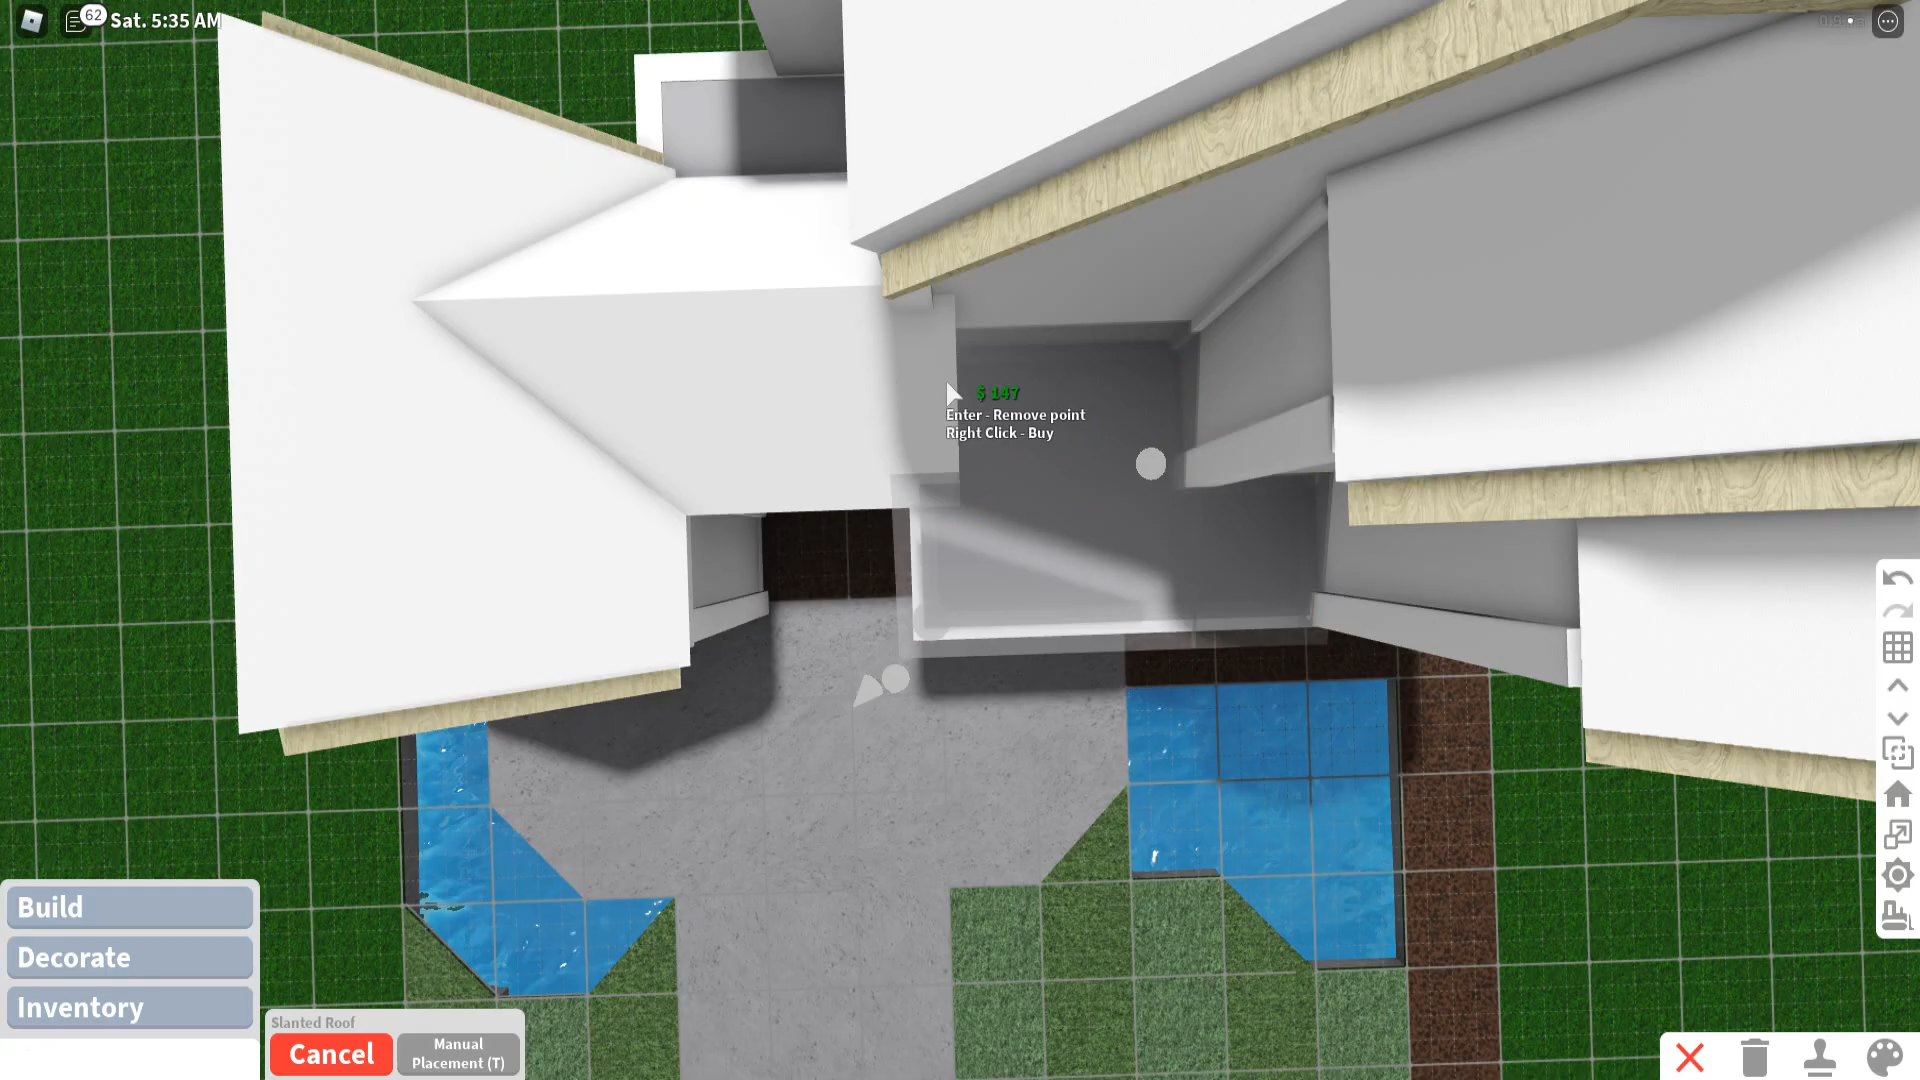 62
Sat. 5:35 AM
$ 147
Enter - Remove point
Right Click - Buy
Build
Decorate
Inventory
Slanted Roof
Cancel
Manual
Placement (T)